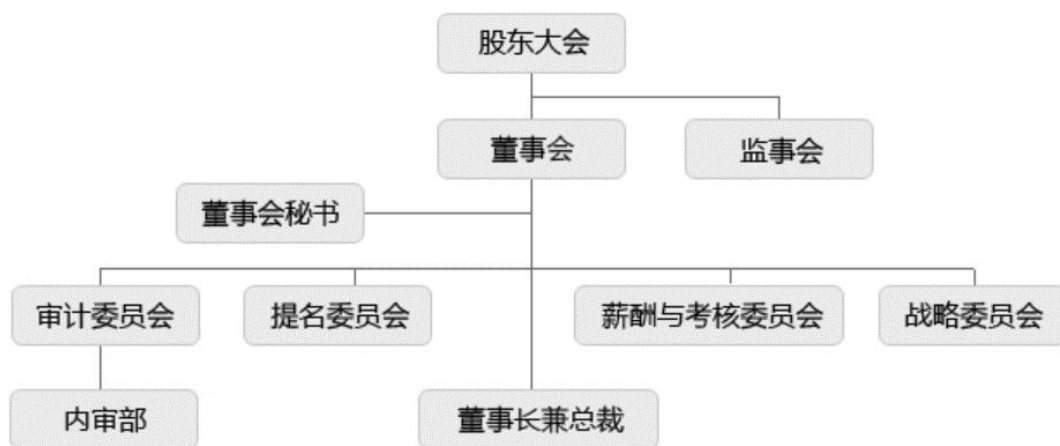 股东大会
董事会
监事会
董事会秘书
审计委员会
提名委员会
薪酬与考核委员会
战略委员会
内审部
董事长兼总裁